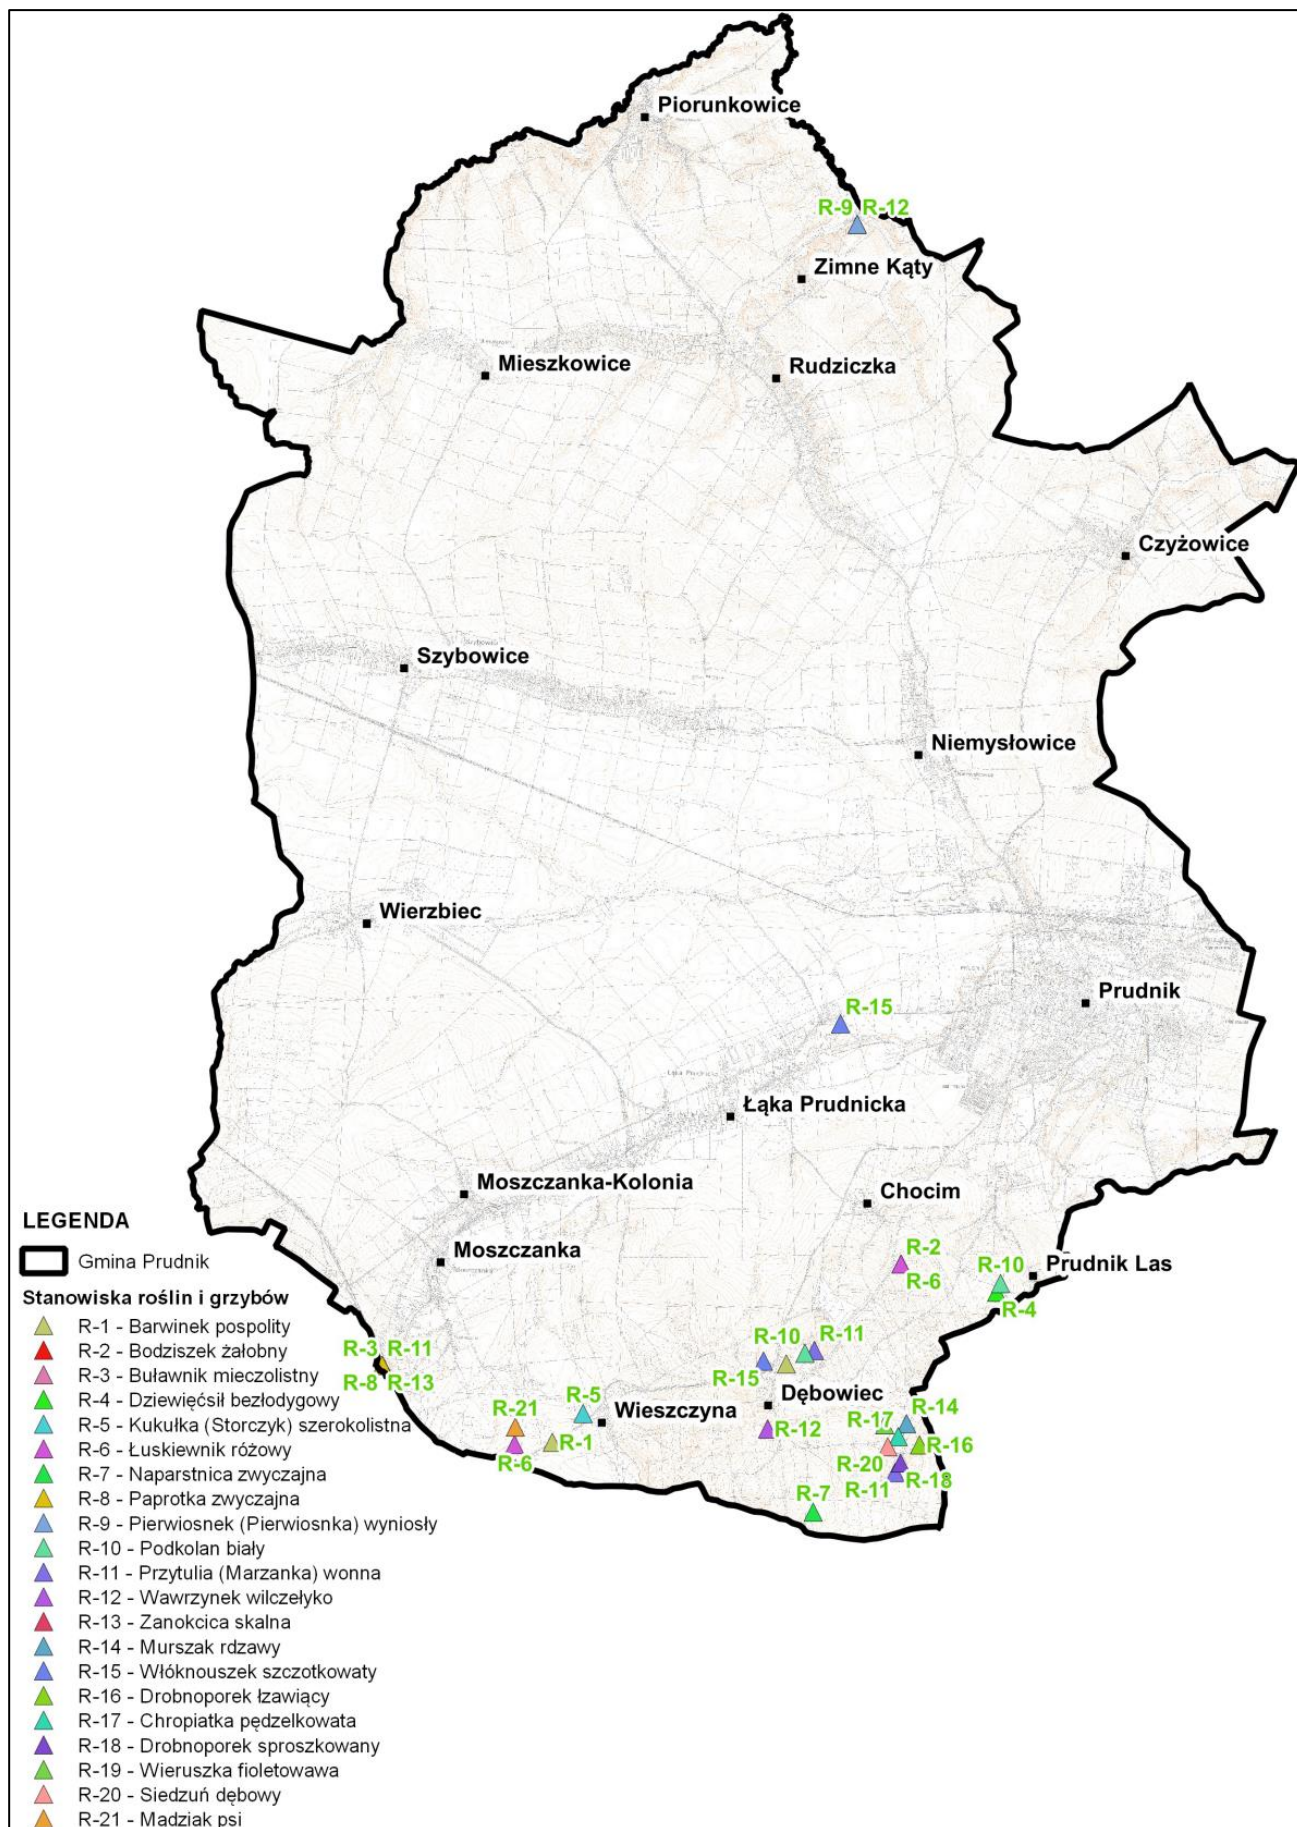 Piorunkowice
R-9 R-12
Zimne Kąty
Mieszkowice
Rudziczka
Czyżowice
Szybowice
Niemysłowice
Wierzbiec
Prudnik
R-15
Łąka Prudnicka
Moszczanka-Kolonia
Chocim
Moszczanka
R-2
R-6
Prudnik Las
R-10
R-4
R-3 R-11
R-8 R-13
R-10
R-11
R-15
Dębowiec
R-5
R-21
Wieszczyna
R-1
R-6
R-12
R-17
R-14
R-16
R-20
R-11
R-18
R-7
LEGENDA
Gmina Prudnik
Stanowiska roślin i grzybów
R-1 - Barwinek pospolity
R-2 - Bodziszek żałobny
R-3 - Buławnik mieczolistny
R-4 - Dziewięćsił bezłodygowy
R-5 - Kukułka (Storczyk) szerokolistna
R-6 - Łuskiewnik różowy
R-7 - Naparstnica zwyczajna
R-8 - Paprotka zwyczajna
R-9 - Pierwiosnek (Pierwiosnka) wyniosły
R-10 - Podkolan biały
R-11 - Przytulia (Marzanka) wonna
R-12 - Wawrzynek wilczełyko
R-13 - Zanokcica skalna
R-14 - Murszak rdzawy
R-15 - Włóknouszek szczotkowaty
R-16 - Drobnoporek łzawiący
R-17 - Chropiatka pędzelkowata
R-18 - Drobnoporek sproszkowany
R-19 - Wieruszka fioletowawa
R-20 - Siedzuń dębowy
R-21 - Madziak psi